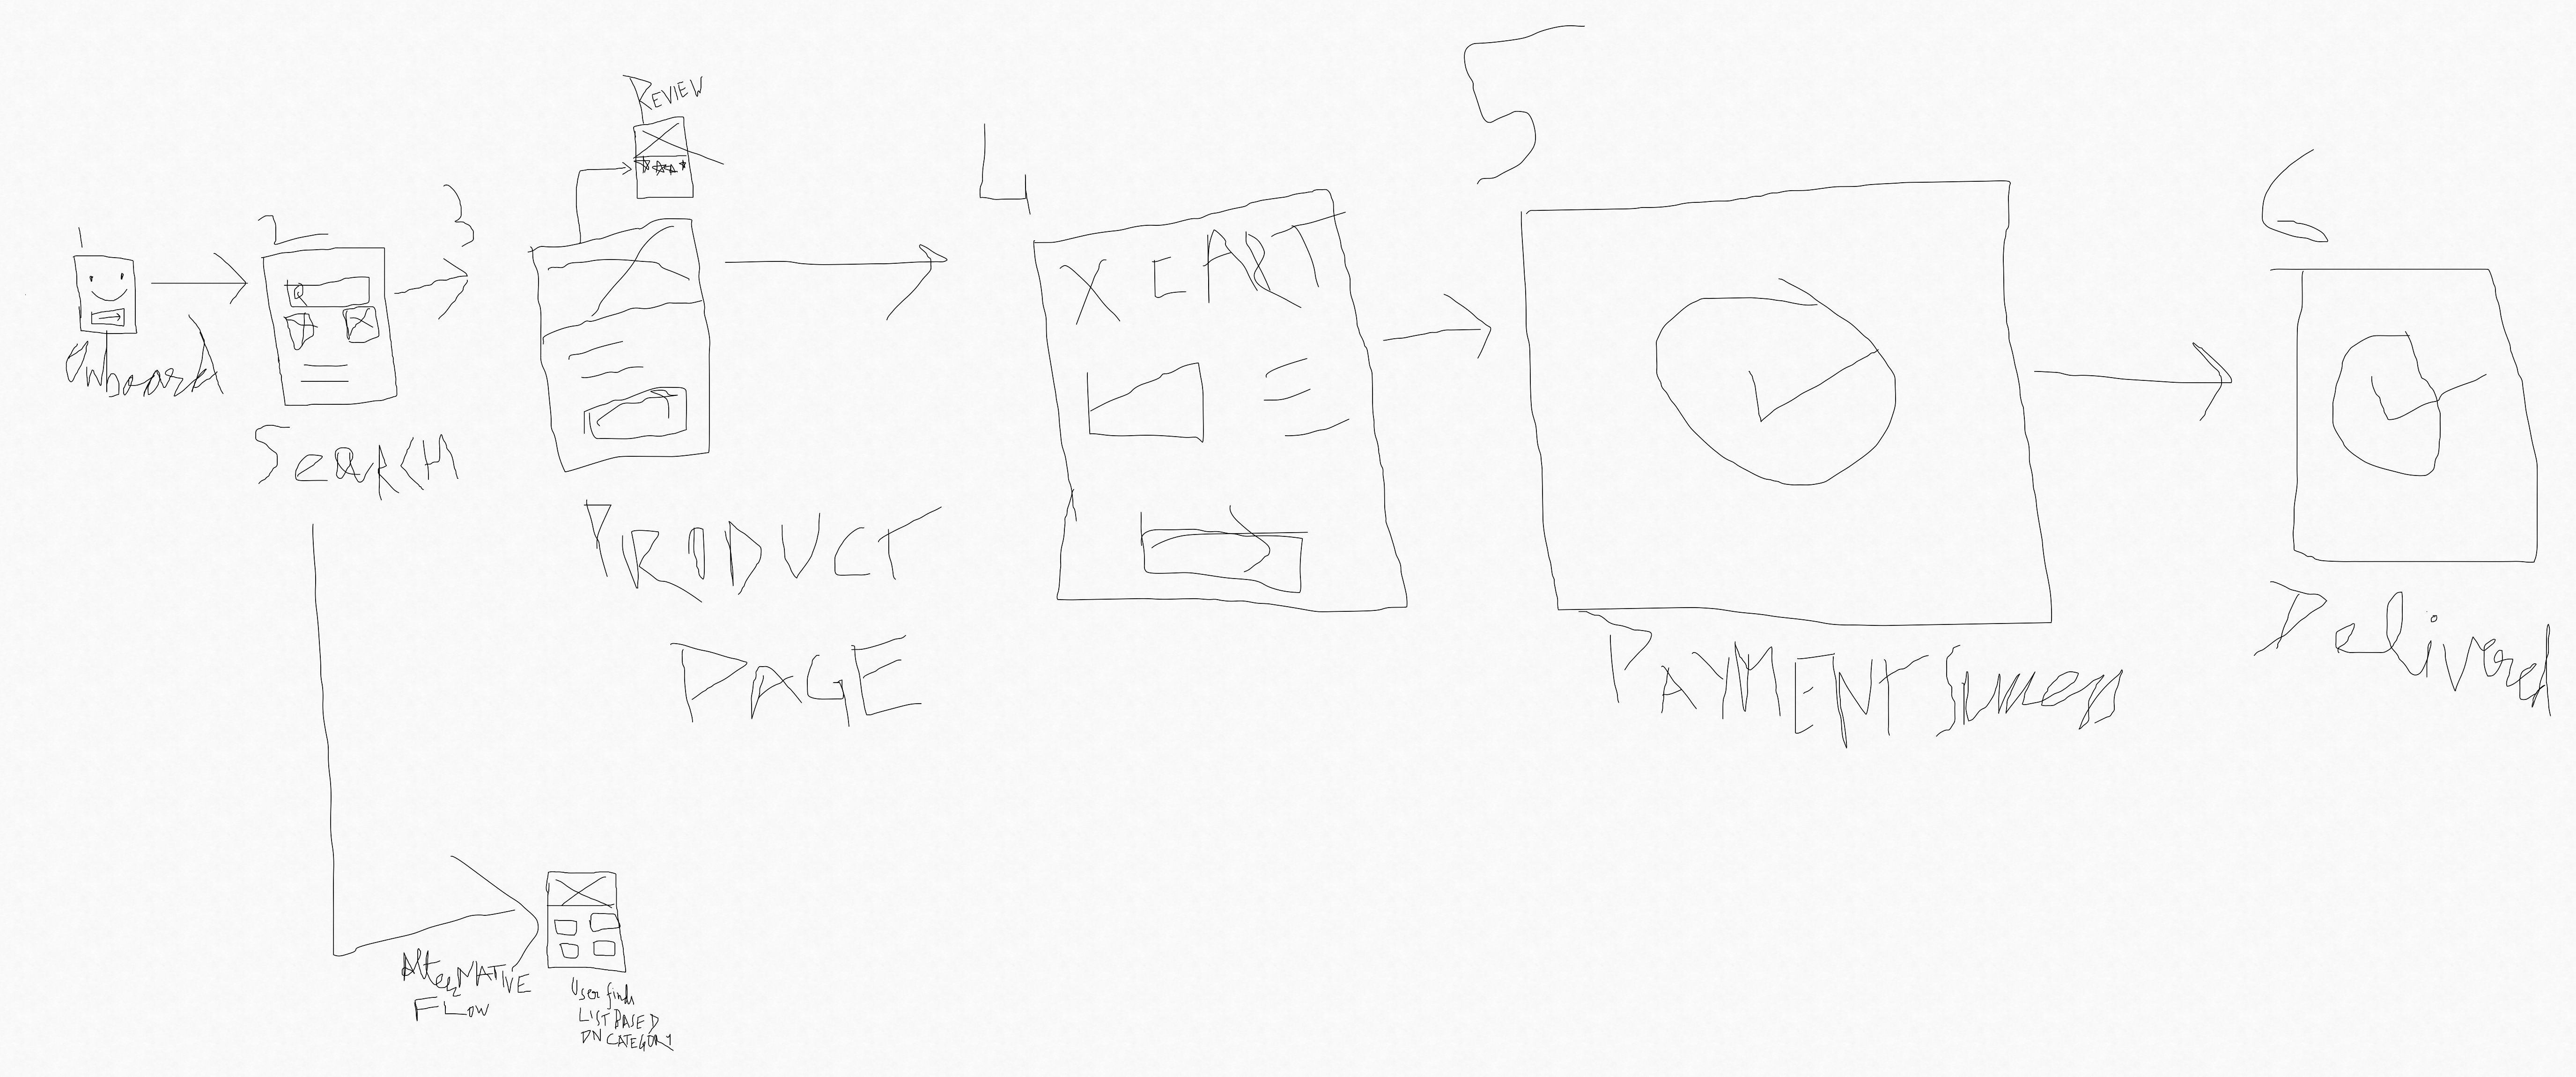 1
Onboard
2
SEARCH
3
REVIEW
PRODUCT
PAGE
4
X CART
5
PAYMENT Success
6
Delivered
AlterNATIVE
FLOW
User finds
LIST BASED
ON CATEGORY